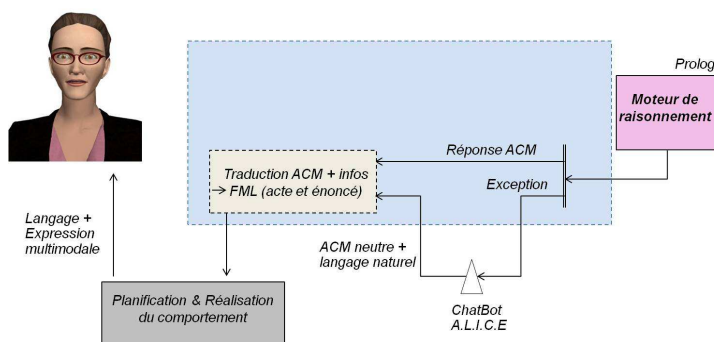 Prolog
Moteur de
raisonnement
Réponse ACM
Traduction ACM + infos
→ FML (acte et énoncé)
Exception
Langage +
Expression
multimodale
ACM neutre +
langage naturel
Planification & Réalisation
du comportement
ChatBot
A.L.I.C.E